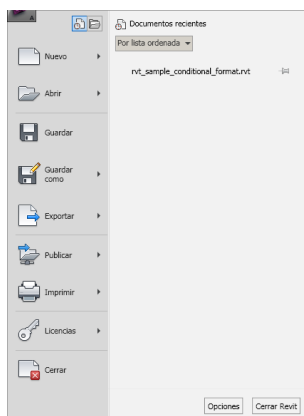 A
Documentos recientes
Por lista ordenada
Nuevo
rvt_sample_conditional_format.rvt
Abrir
Guardar
Guardar
como
Exportar
Publicar
Imprimir
Licencias
Cerrar
Opciones
Cerrar Revit